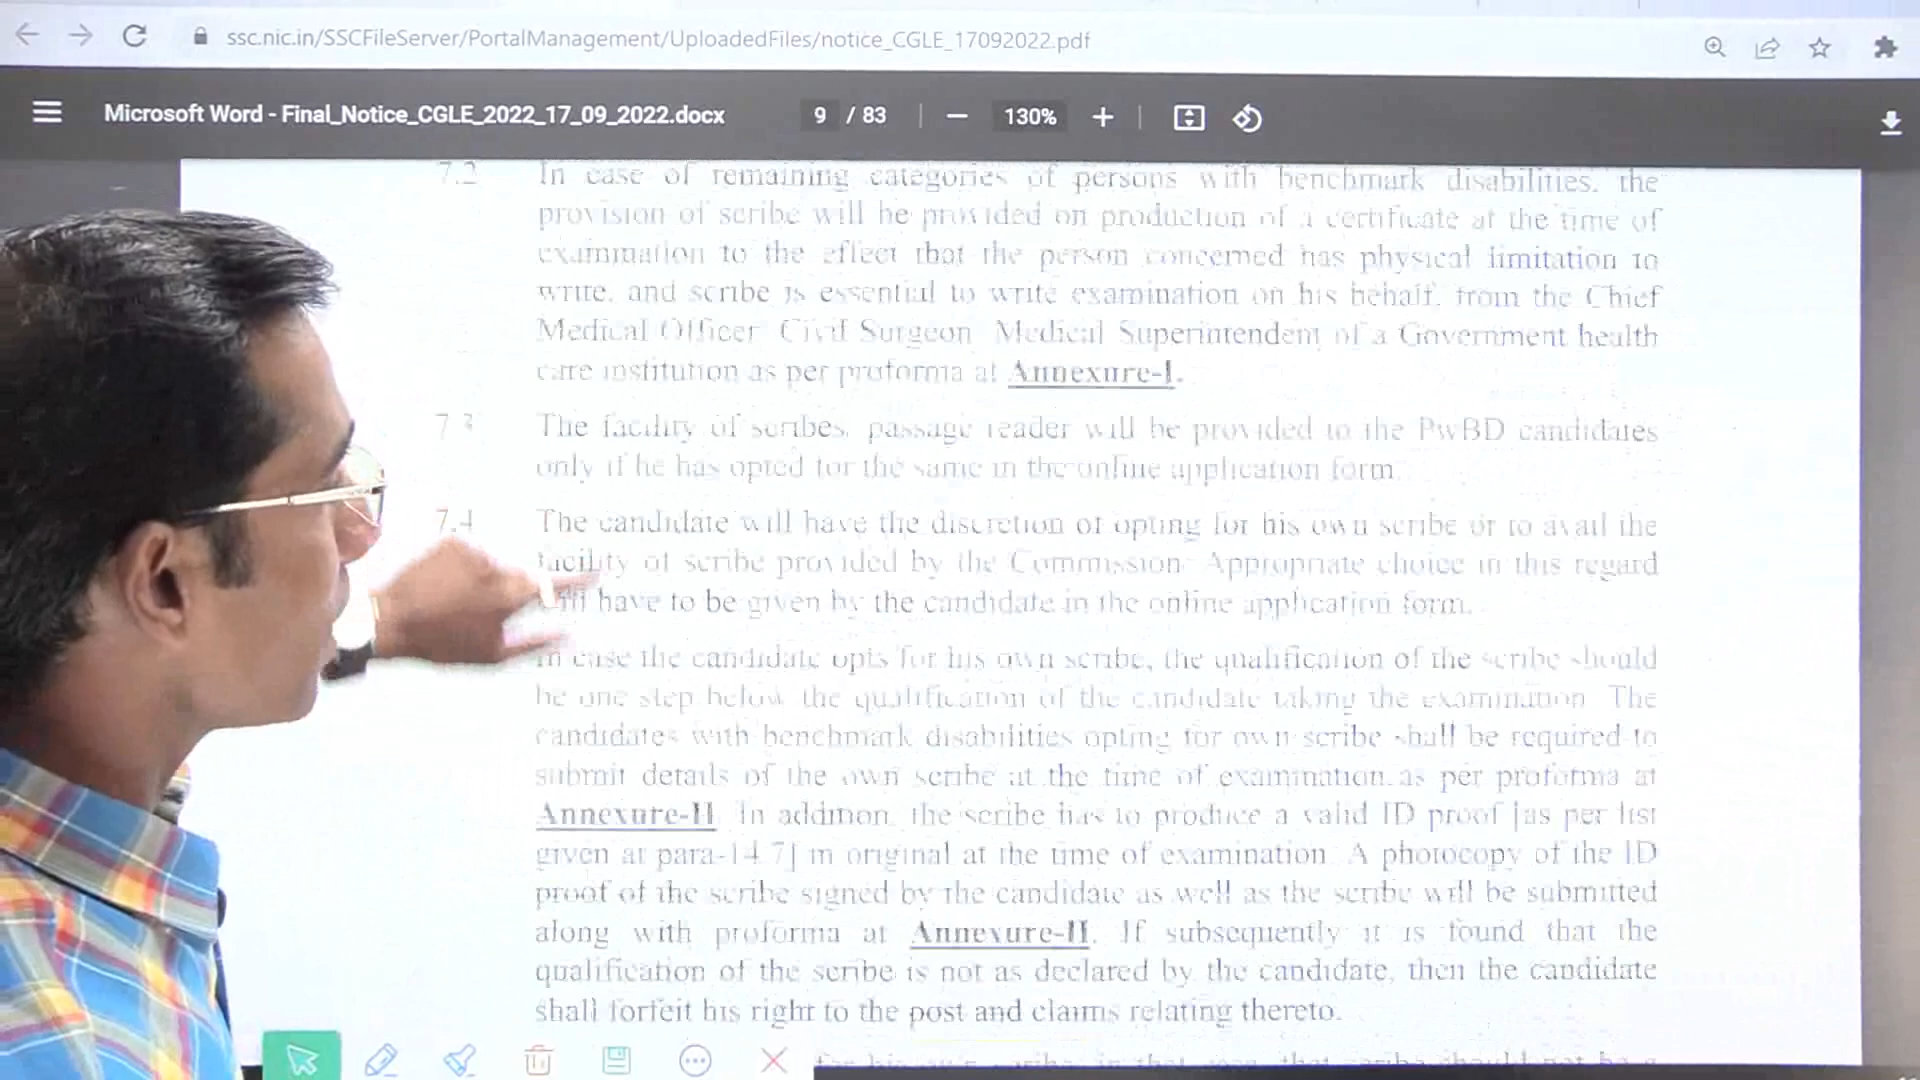 ssc.nic.in/SSCFileServer/PortalManagement/UploadedFiles/notice_CGLE_17092022.pdf
Microsoft Word - Final_Notice_CGLE_2022_17_09_2022.docx 9 / 83 130%
7.2 In case of remaining categories of persons with benchmark disabilities, the
provision of scribe will be provided on production of a certificate at the time of
examination to the effect that the person concerned has physical limitation to
write, and scribe is essential to write examination on his behalf, from the Chief
Medical Officer Civil Surgeon Medical Superintendent of a Government health
care institution as per proforma at Annexure-I.
7.3 The facility of scribes, passage reader will be provided to the PwBD candidates
only if he has opted for the same in the online application form.
7.4 The candidate will have the discretion of opting for his own scribe or to avail the
facility of scribe provided by the Commission. Appropriate choice in this regard
will have to be given by the candidate in the online application form.
In case the candidate opts for his own scribe, the qualification of the scribe should
be one step below the qualification of the candidate taking the examination. The
candidates with benchmark disabilities opting for own scribe shall be required to
submit details of the own scribe at the time of examination as per proforma at
Annexure-II. In addition, the scribe has to produce a valid ID proof [as per list
given at para-14.7] in original at the time of examination. A photocopy of the ID
proof of the scribe signed by the candidate as well as the scribe will be submitted
along with proforma at Annexure-II. If subsequently it is found that the
qualification of the scribe is not as declared by the candidate, then the candidate
shall forfeit his right to the post and claims relating thereto.